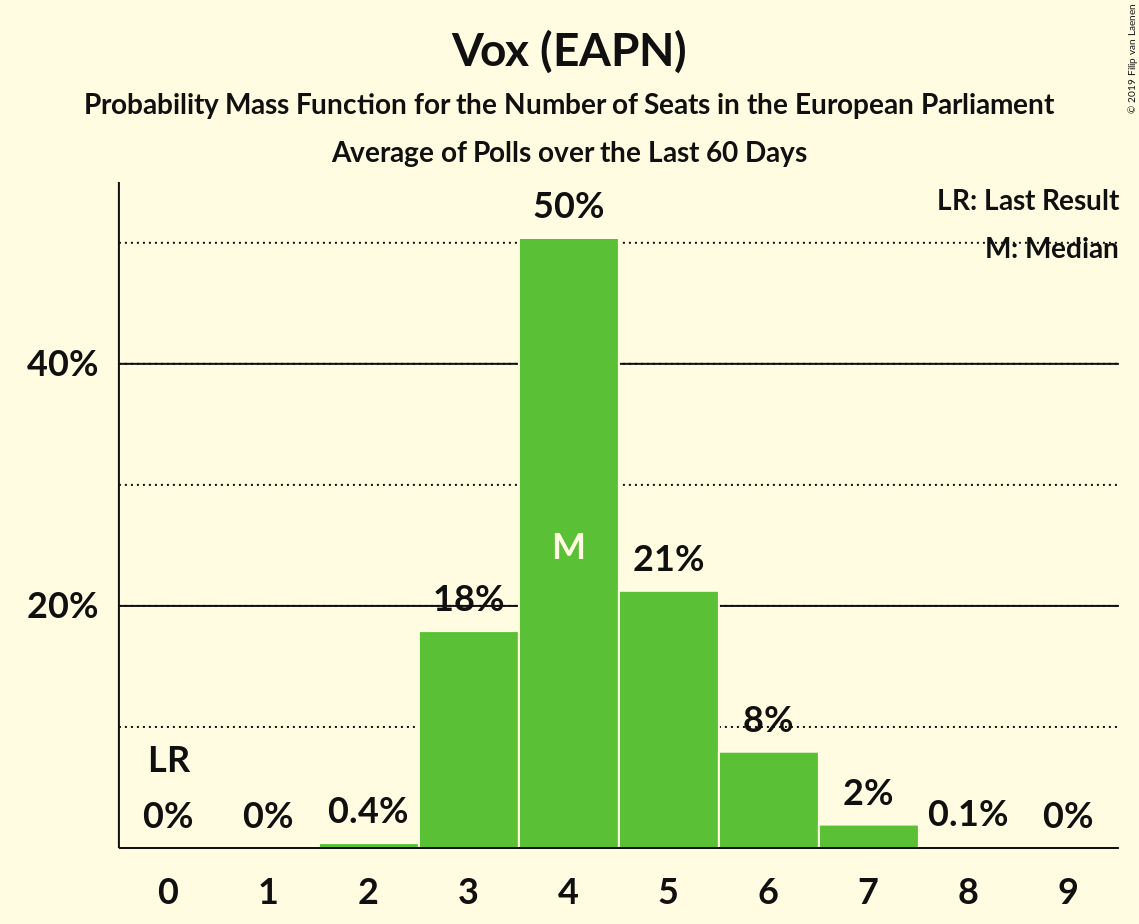 Vox (EAPN)
Probability Mass Function for the Number of Seats in the European Parliament
Average of Polls over the Last 60 Days
© 2019 Filip van Laenen
LR: Last Result
M: Median
50%
40%
M
21%
20%
18%
8%
LR
2%
0%
0%
0.4%
0.1%
0%
0 1 2 3 4 5 6 7 8 9